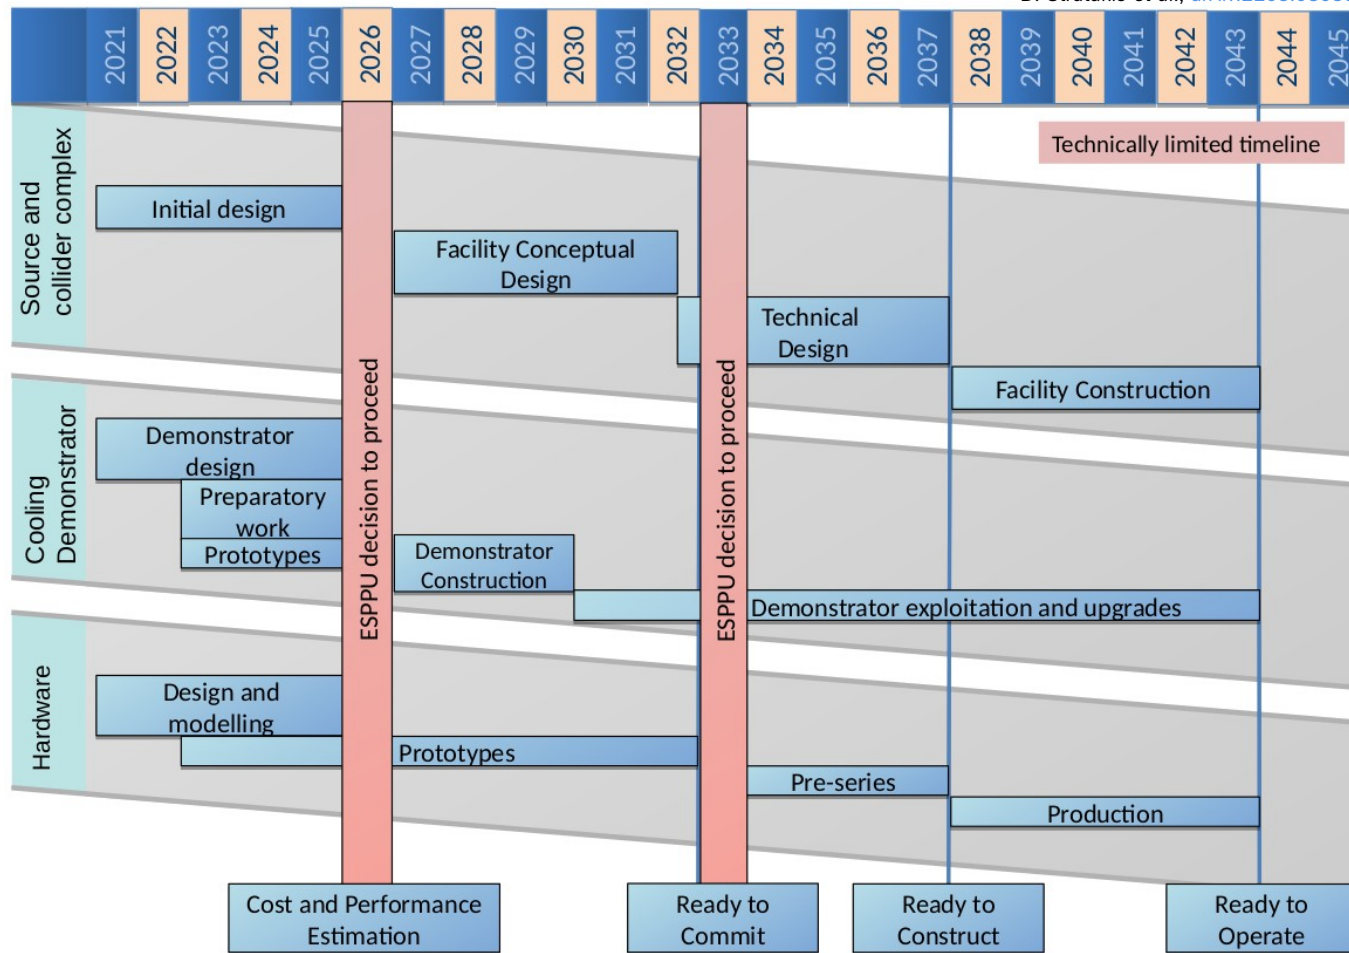 2021 2022 2023 2024 2025 2026 2027 2028 2029 2030 2031 2032 2033 2034 2035 2036 2037 2038 2039 2040 2041 2042 2043 2044 2045
Technically limited timeline
Source and
collider complex
Initial design
Facility Conceptual
Design
Technical
Design
Facility Construction
ESPPU decision to proceed
ESPPU decision to proceed
Cooling
Demonstrator
Demonstrator
design
Preparatory
work
Prototypes
Demonstrator
Construction
Demonstrator exploitation and upgrades
Hardware
Design and
modelling
Prototypes
Pre-series
Production
Cost and Performance
Estimation
Ready to
Commit
Ready to
Construct
Ready to
Operate